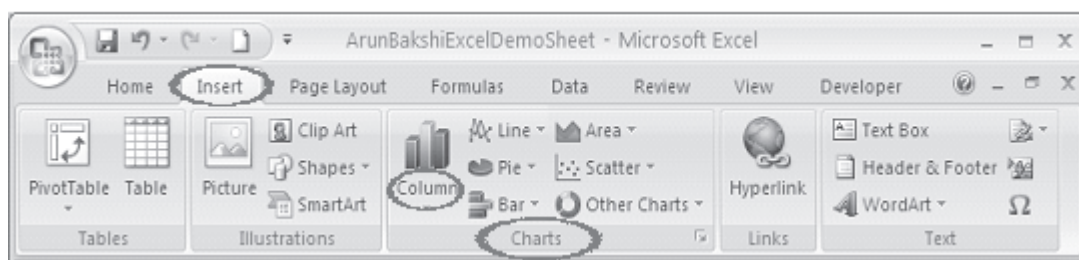 ArunBakshiExcelDemoSheet - Microsoft Excel
Home Insert Page Layout Formulas Data Review View Developer
PivotTable
Table
Picture
Clip Art
Shapes
SmartArt
Column
Line
Pie
Bar
Area
Scatter
Other Charts
Hyperlink
Text Box
Header & Footer
WordArt
Ω
Tables Illustrations Charts Links Text